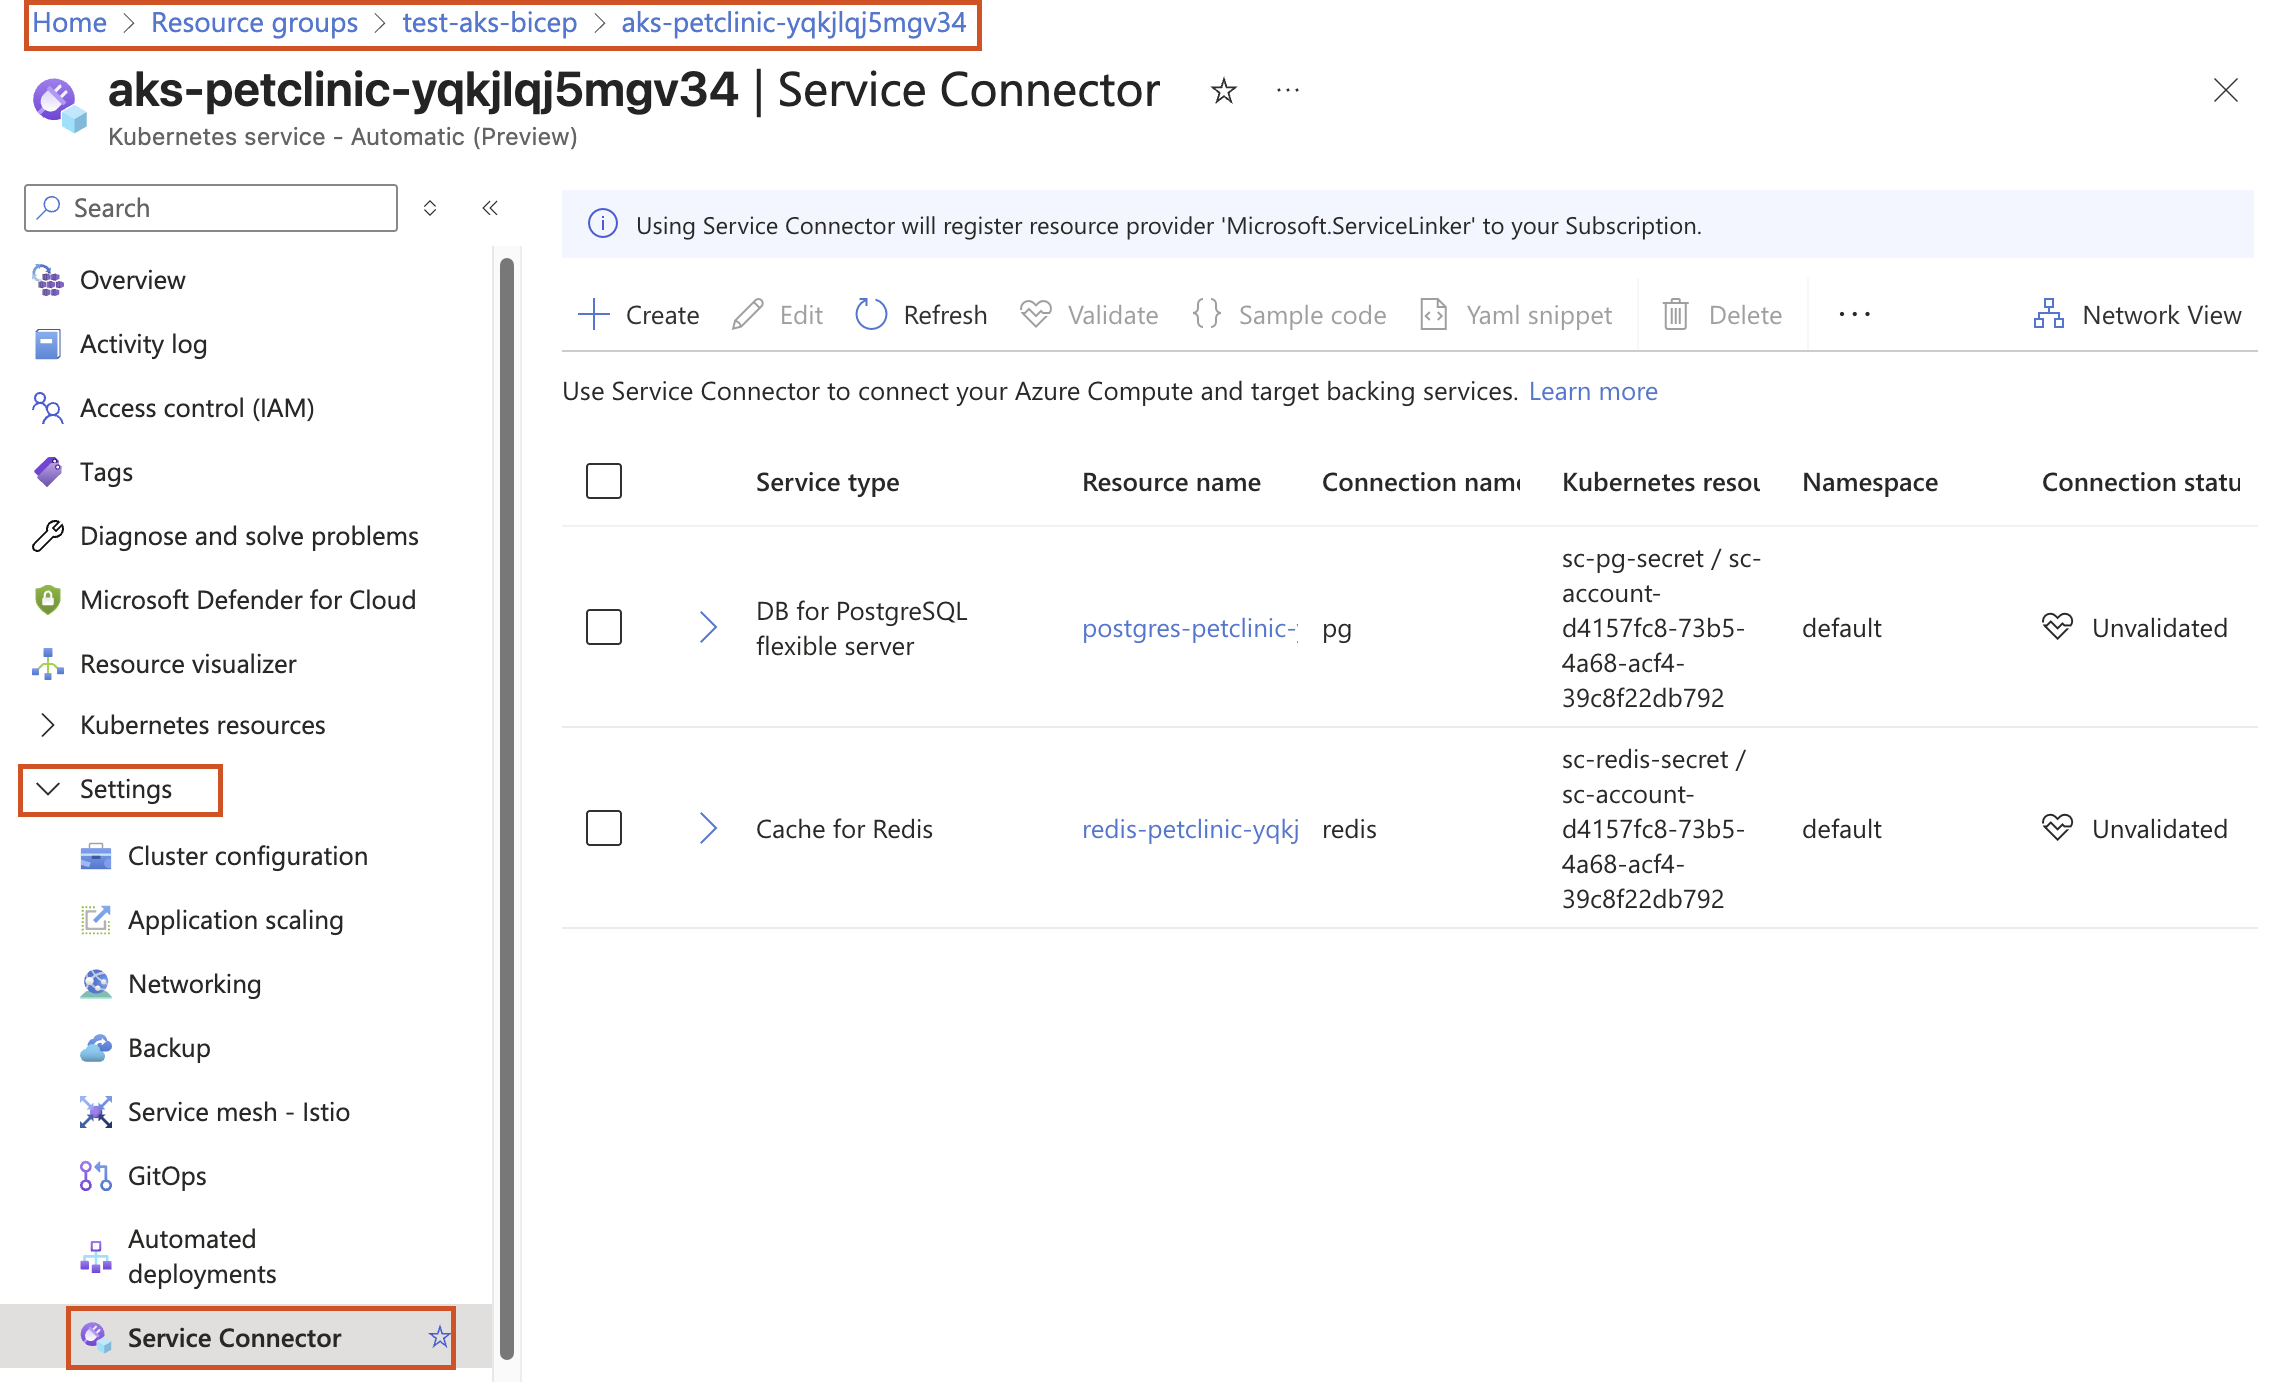 Home > Resource groups > test-aks-bicep > aks-petclinic-yqkjlqj5mgv34
aks-petclinic-yqkjlqj5mgv34 | Service Connector
Kubernetes service - Automatic (Preview)
Search
Overview
Activity log
Access control (IAM)
Tags
Diagnose and solve problems
Microsoft Defender for Cloud
Resource visualizer
Kubernetes resources
Settings
Cluster configuration
Application scaling
Networking
Backup
Service mesh - Istio
GitOps
Automated
deployments
Service Connector
Using Service Connector will register resource provider 'Microsoft.ServiceLinker' to your Subscription.
Create Edit Refresh Validate Sample code Yaml snippet Delete ... Network View
Use Service Connector to connect your Azure Compute and target backing services. Learn more
Service type Resource name Connection name Kubernetes resou Namespace Connection statu
DB for PostgreSQL
flexible server
postgres-petclinic-
pg
sc-pg-secret / sc-
account-
d4157fc8-73b5-
4a68-acf4-
39c8f22db792
default
Unvalidated
Cache for Redis
redis-petclinic-yqkj
redis
sc-redis-secret /
sc-account-
d4157fc8-73b5-
4a68-acf4-
39c8f22db792
default
Unvalidated